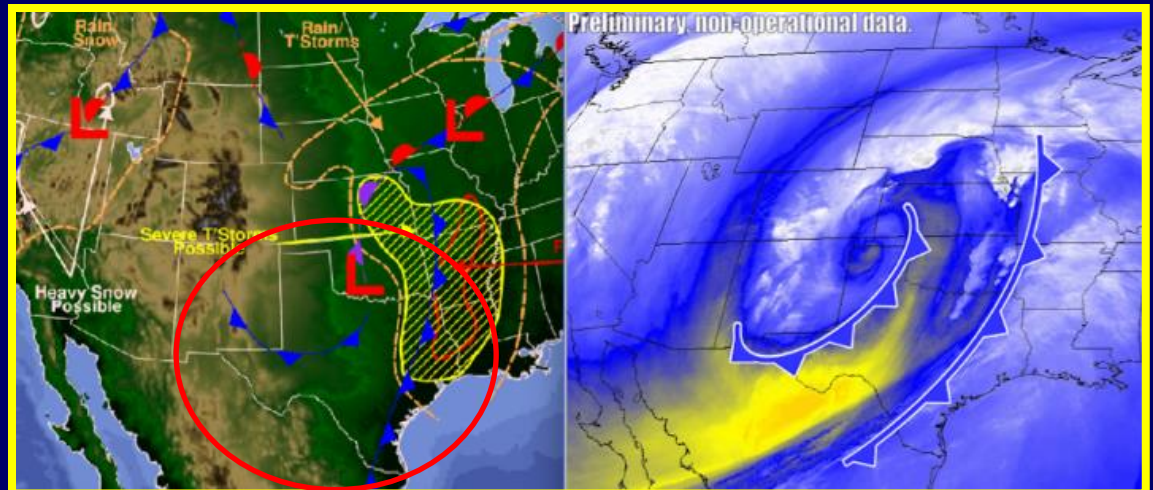 Rain/
Snow
Rain/
T'Storms
Preliminary, non-operational data.
L
L
Severe T'Storms
Possible
L
Heavy Snow
Possible
F